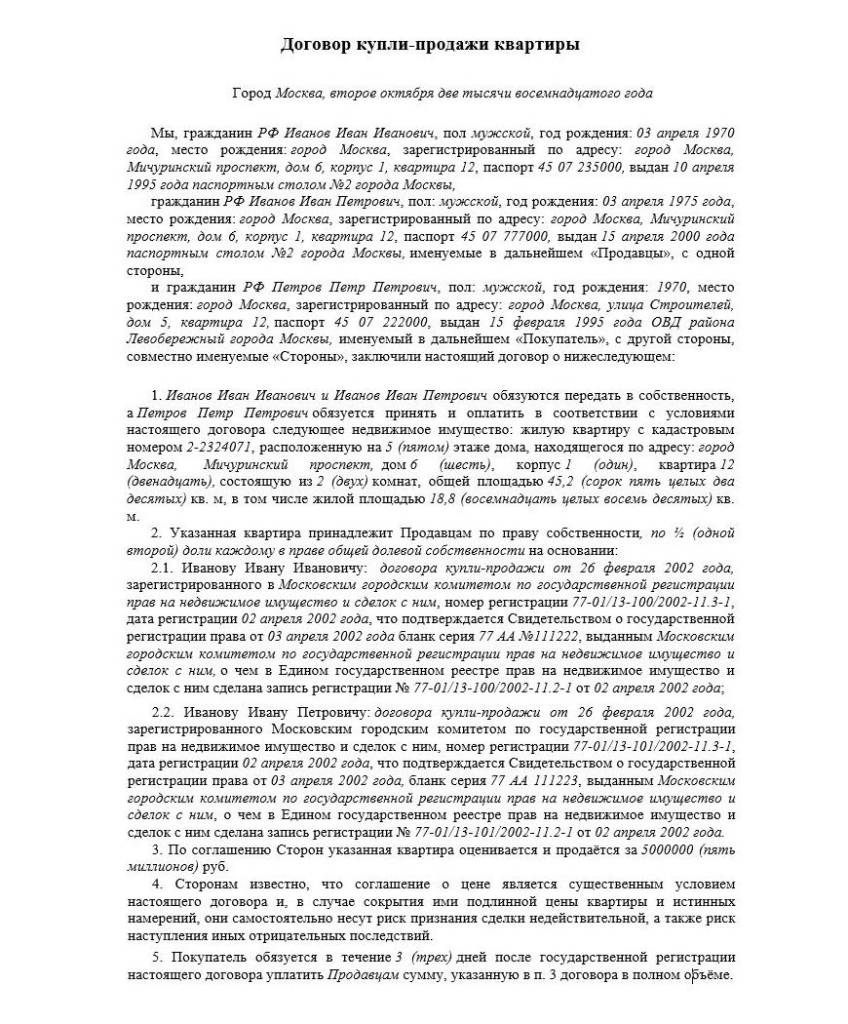 Договор купли-продажи квартиры
Город Москва, второе октября две тысячи восемнадцатого года
Мы, гражданин РФ Иванов Иван Иванович, пол мужской, год рождения: 03 апреля 1970
года, место рождения: город Москва, зарегистрированный по адресу: город Москва,
Мичуринский проспект, дом 6, корпус 1, квартира 12, паспорт 45 07 235000, выдан 10 апреля
1995 года паспортным столом №2 города Москвы,
гражданин РФ Иванов Иван Петрович, пол: мужской, год рождения: 03 апреля 1975 года,
место рождения: город Москва, зарегистрированный по адресу: город Москва, Мичуринский
проспект, дом 6, корпус 1, квартира 12, паспорт 45 07 777000, выдан 15 апреля 2000 года
паспортным столом №2 города Москвы, именуемые в дальнейшем «Продавцы», с одной
стороны,
и гражданин РФ Петров Петр Петрович, пол: мужской, год рождения: 1970, место
рождения: город Москва, зарегистрированный по адресу: город Москва, улица Строителей,
дом 5, квартира 12, паспорт 45 07 222000, выдан 15 февраля 1995 года ОВД района
Левобережный города Москвы, именуемый в дальнейшем «Покупатель», с другой стороны,
совместно именуемые «Стороны», заключили настоящий договор о нижеследующем:
1. Иванов Иван Иванович и Иванов Иван Петрович обязуются передать в собственность,
а Петров Петр Петрович обязуется принять и оплатить в соответствии с условиями
настоящего договора следующее недвижимое имущество: жилую квартиру с кадастровым
номером 2-2324071, расположенную на 5 (пятом) этаже дома, находящегося по адресу: город
Москва, Мичуринский проспект, дом 6 (шесть), корпус 1 (один), квартира 12
(двенадцать), состоящую из 2 (двух) комнат, общей площадью 45,2 (сорок пять целых два
десятых) кв. м, в том числе жилой площадью 18,8 (восемнадцать целых восемь десятых) кв.
м.
2. Указанная квартира принадлежит Продавцам по праву собственности, по ½ (одной
второй) доли каждому в праве общей долевой собственности на основании:
2.1. Иванову Ивану Ивановичу: договора купли-продажи от 26 февраля 2002 года,
зарегистрированного в Московским городским комитетом по государственной регистрации
прав на недвижимое имущество и сделок с ним, номер регистрации 77-01/13-100/2002-11.3-1,
дата регистрации 02 апреля 2002 года, что подтверждается Свидетельством о государственной
регистрации права от 03 апреля 2002 года бланк серия 77 АА №111222, выданным Московским
городским комитетом по государственной регистрации прав на недвижимое имущество и
сделок с ним, о чем в Едином государственном реестре прав на недвижимое имущество и
сделок с ним сделана запись регистрации № 77-01/13-100/2002-11.2-1 от 02 апреля 2002 года;
2.2. Иванову Ивану Петровичу: договора купли-продажи от 26 февраля 2002 года,
зарегистрированного Московским городским комитетом по государственной регистрации
прав на недвижимое имущество и сделок с ним, номер регистрации 77-01/13-101/2002-11.3-1,
дата регистрации 02 апреля 2002 года, что подтверждается Свидетельством о государственной
регистрации права от 03 апреля 2002 года, бланк серия 77 АА 111223, выданным Московским
городским комитетом по государственной регистрации прав на недвижимое имущество и
сделок с ним, о чем в Едином государственном реестре прав на недвижимое имущество и
сделок с ним сделана запись регистрации № 77-01/13-101/2002-11.2-1 от 02 апреля 2002 года.
3. По соглашению Сторон указанная квартира оценивается и продаётся за 5000000 (пять
миллионов) руб.
4. Сторонам известно, что соглашение о цене является существенным условием
настоящего договора и, в случае сокрытия ими подлинной цены квартиры и истинных
намерений, они самостоятельно несут риск признания сделки недействительной, а также риск
наступления иных отрицательных последствий.
5. Покупатель обязуется в течение 3 (трех) дней после государственной регистрации
настоящего договора уплатить Продавцам сумму, указанную в п. 3 договора в полном объёме.